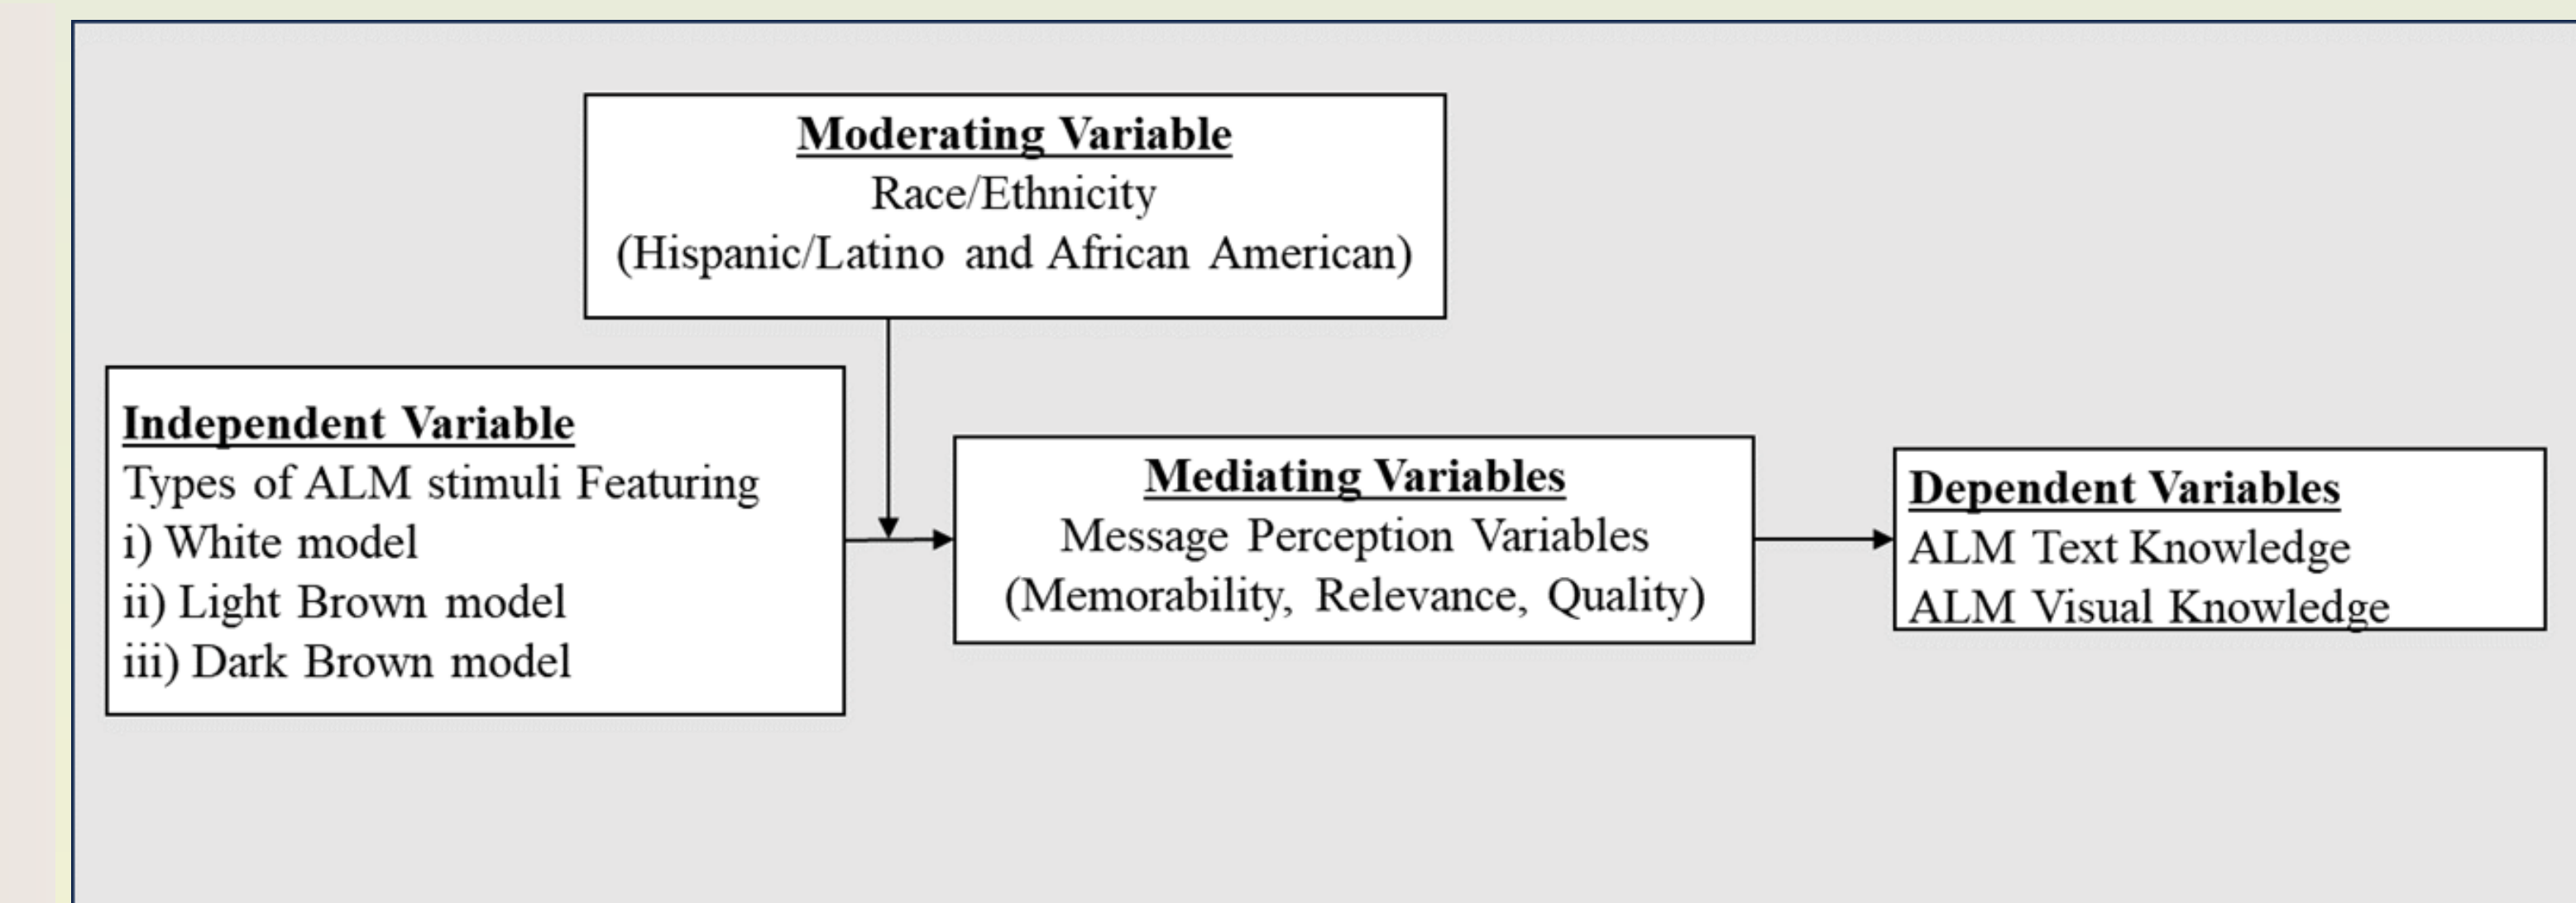 Moderating Variable
Race/Ethnicity
(Hispanic/Latino and African American)
Independent Variable
Types of ALM stimuli Featuring
i) White model
ii) Light Brown model
iii) Dark Brown model
Mediating Variables
Message Perception Variables
(Memorability, Relevance, Quality)
Dependent Variables
ALM Text Knowledge
ALM Visual Knowledge